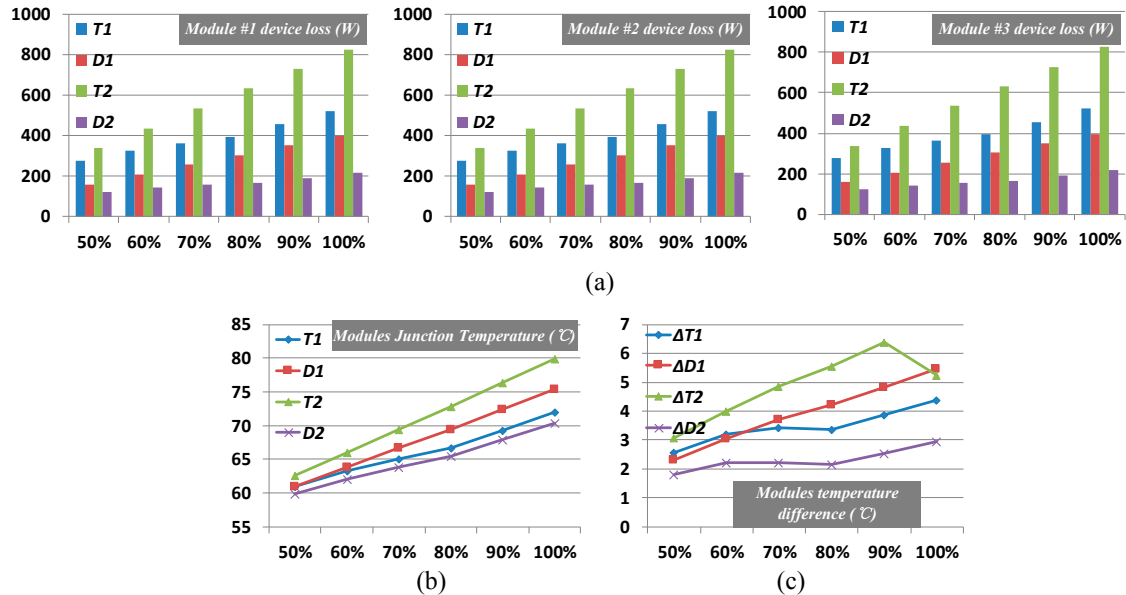 Module #1 device loss (W)
1000
800
600
400
200
0
T1
D1
T2
D2
50% 60% 70% 80% 90% 100%
Module #2 device loss (W)
1000
800
600
400
200
0
T1
D1
T2
D2
50% 60% 70% 80% 90% 100%
Module #3 device loss (W)
1000
800
600
400
200
0
T1
D1
T2
D2
50% 60% 70% 80% 90% 100%
(a)
Modules Junction Temperature (℃)
85
80
75
70
65
60
55
T1
D1
T2
D2
50% 60% 70% 80% 90% 100%
(b)
7
6
5
4
3
2
1
0
ΔT1
ΔD1
ΔT2
ΔD2
Modules temperature
difference (℃)
50% 60% 70% 80% 90% 100%
(c)